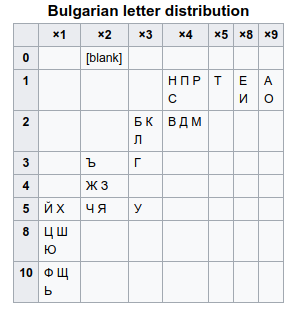 Bulgarian letter distribution
×1 ×2 ×3 ×4 ×5 ×8 ×9
0 [blank]
1 Н П Р Т Е А
С И О
2 Б К В Д М
Л
3 Ъ Г
4 Ж З
5 Й Х Ч Я У
8 Ц Ш
Ю
10 Ф Щ
Ь